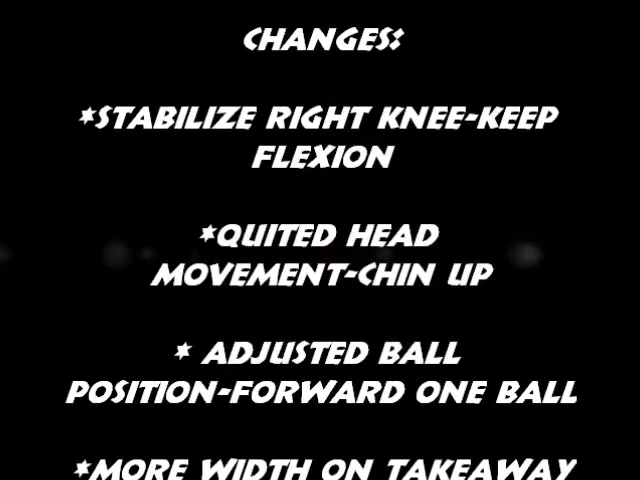 CHANGES:
*STABILIZE RIGHT KNEE-KEEP
FLEXION
*QUITED HEAD
MOVEMENT-CHIN UP
* ADJUSTED BALL
POSITION-FORWARD ONE BALL
*MORE WIDTH ON TAKEAWAY